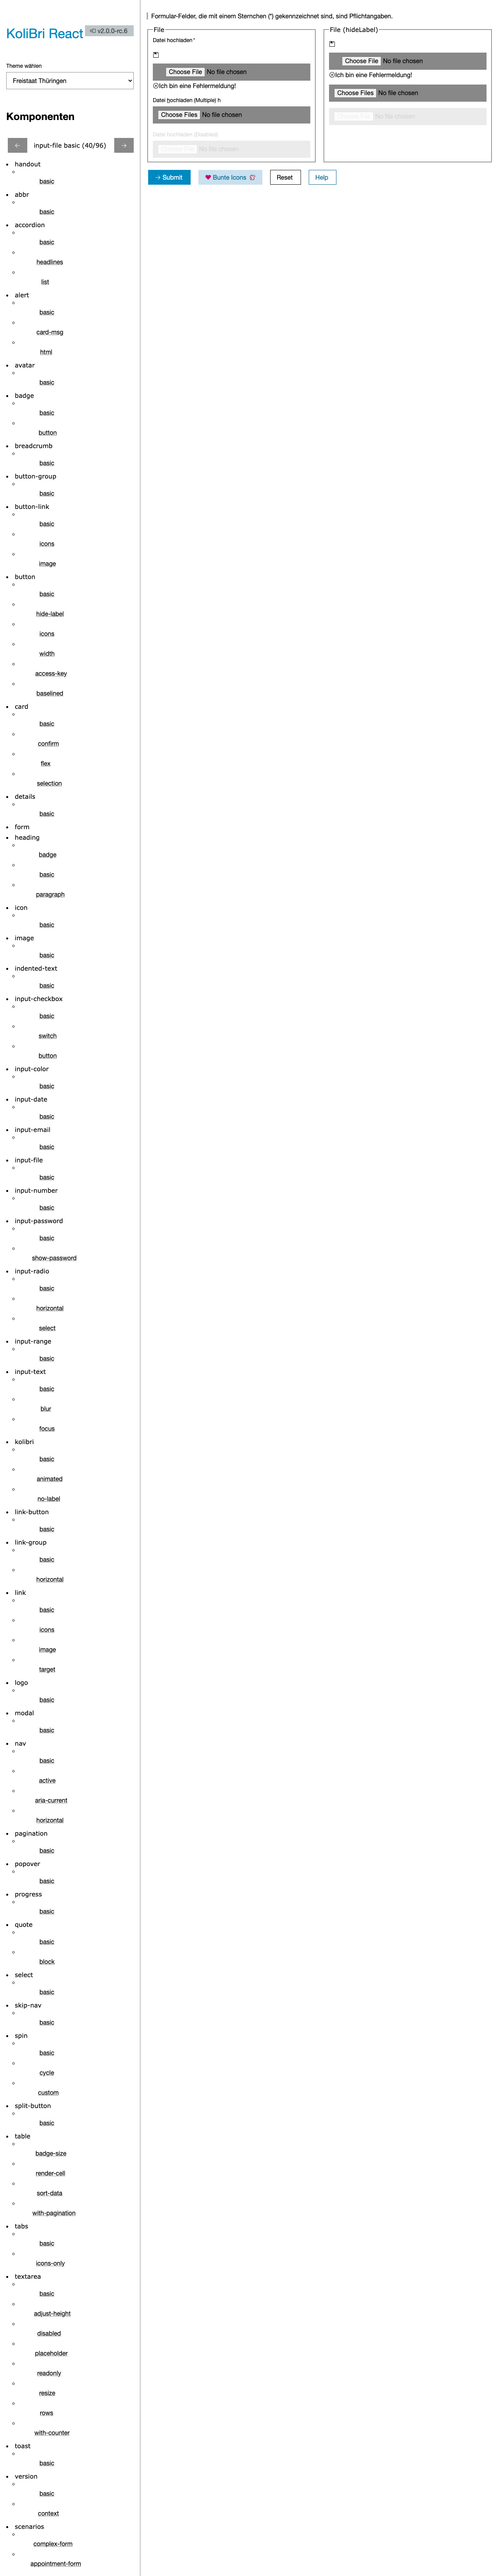 KoliBri React
v2.0.0-rc.6
Theme wählen
Freistaat Thüringen
Komponenten
← input-file basic (40/96) →
handout
basic
abbr
basic
accordion
basic
headlines
list
alert
basic
card-msg
html
avatar
basic
badge
basic
button
breadcrumb
basic
button-group
basic
button-link
basic
icons
image
button
basic
hide-label
icons
width
access-key
baselined
card
basic
confirm
flex
selection
details
basic
form
heading
badge
basic
paragraph
icon
basic
image
basic
indented-text
basic
input-checkbox
basic
switch
button
input-color
basic
input-date
basic
input-email
basic
input-file
basic
input-number
basic
input-password
basic
show-password
input-radio
basic
horizontal
select
input-range
basic
input-text
basic
blur
focus
kolibri
basic
animated
no-label
link-button
basic
link-group
basic
horizontal
link
basic
icons
image
target
logo
basic
modal
basic
nav
basic
active
aria-current
horizontal
pagination
basic
popover
basic
progress
basic
quote
basic
block
select
basic
skip-nav
basic
spin
basic
cycle
custom
split-button
basic
table
badge-size
render-cell
sort-data
with-pagination
tabs
basic
icons-only
textarea
basic
adjust-height
disabled
placeholder
readonly
resize
rows
with-counter
toast
basic
version
basic
context
scenarios
complex-form
appointment-form
Formular-Felder, die mit einem Sternchen (*) gekennzeichnet sind, sind Pflichtangaben.
File
Datei hochladen*
Choose File No file chosen
Ich bin eine Fehlermeldung!
Datei hochladen (Multiple) h
Choose Files No file chosen
Datei hochladen (Disabled)
Choose File No file chosen
File (hideLabel)
Choose File No file chosen
Ich bin eine Fehlermeldung!
Choose Files No file chosen
Choose File No file chosen
→ Submit
Bunte Icons
Reset
Help